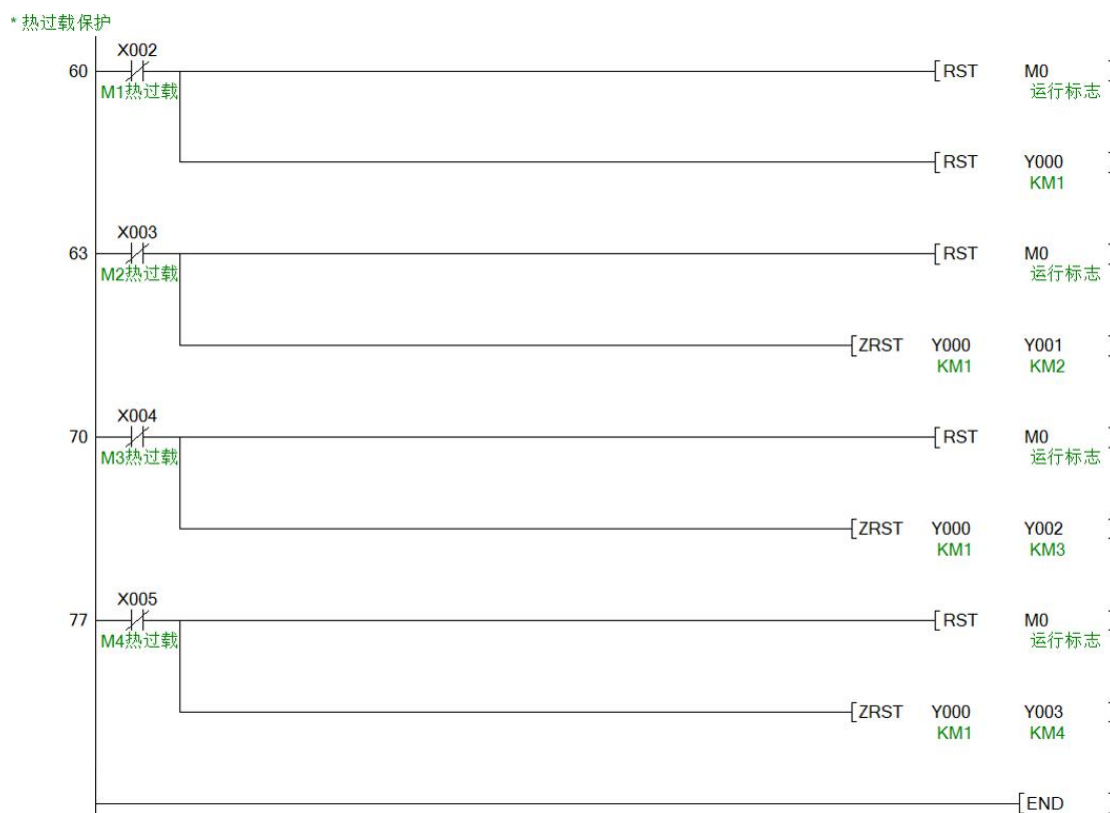 * 热过载保护
X002
60 [RST M0 ]
M1热过载 运行标志
[RST Y000 ]
KM1
X003
63 [RST M0 ]
M2热过载 运行标志
[ZRST Y000 Y001 ]
KM1 KM2
X004
70 [RST M0 ]
M3热过载 运行标志
[ZRST Y000 Y002 ]
KM1 KM3
X005
77 [RST M0 ]
M4热过载 运行标志
[ZRST Y000 Y003 ]
KM1 KM4
[END ]